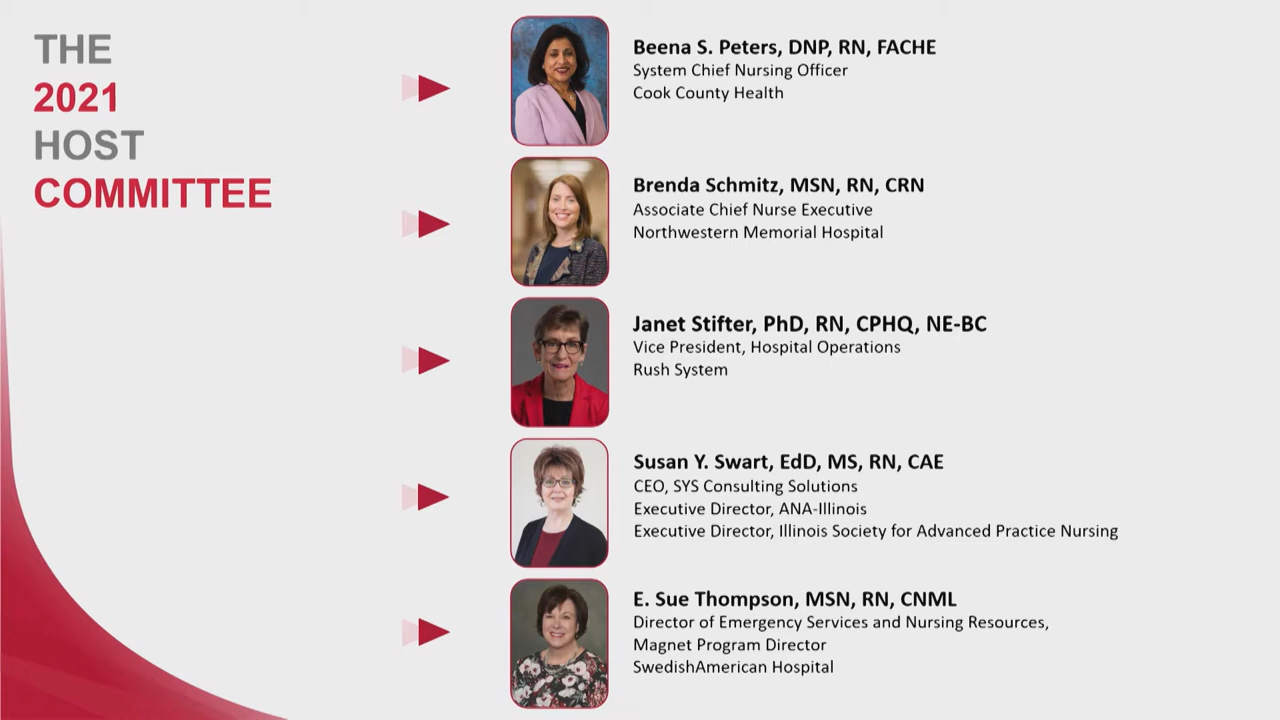 THE
2021
HOST
COMMITTEE
Beena S. Peters, DNP, RN, FACHE
System Chief Nursing Officer
Cook County Health
Brenda Schmitz, MSN, RN, CRN
Associate Chief Nurse Executive
Northwestern Memorial Hospital
Janet Stifter, PhD, RN, CPHQ, NE-BC
Vice President, Hospital Operations
Rush System
Susan Y. Swart, EdD, MS, RN, CAE
CEO, SYS Consulting Solutions
Executive Director, ANA-Illinois
Executive Director, Illinois Society for Advanced Practice Nursing
E. Sue Thompson, MSN, RN, CNML
Director of Emergency Services and Nursing Resources,
Magnet Program Director
SwedishAmerican Hospital